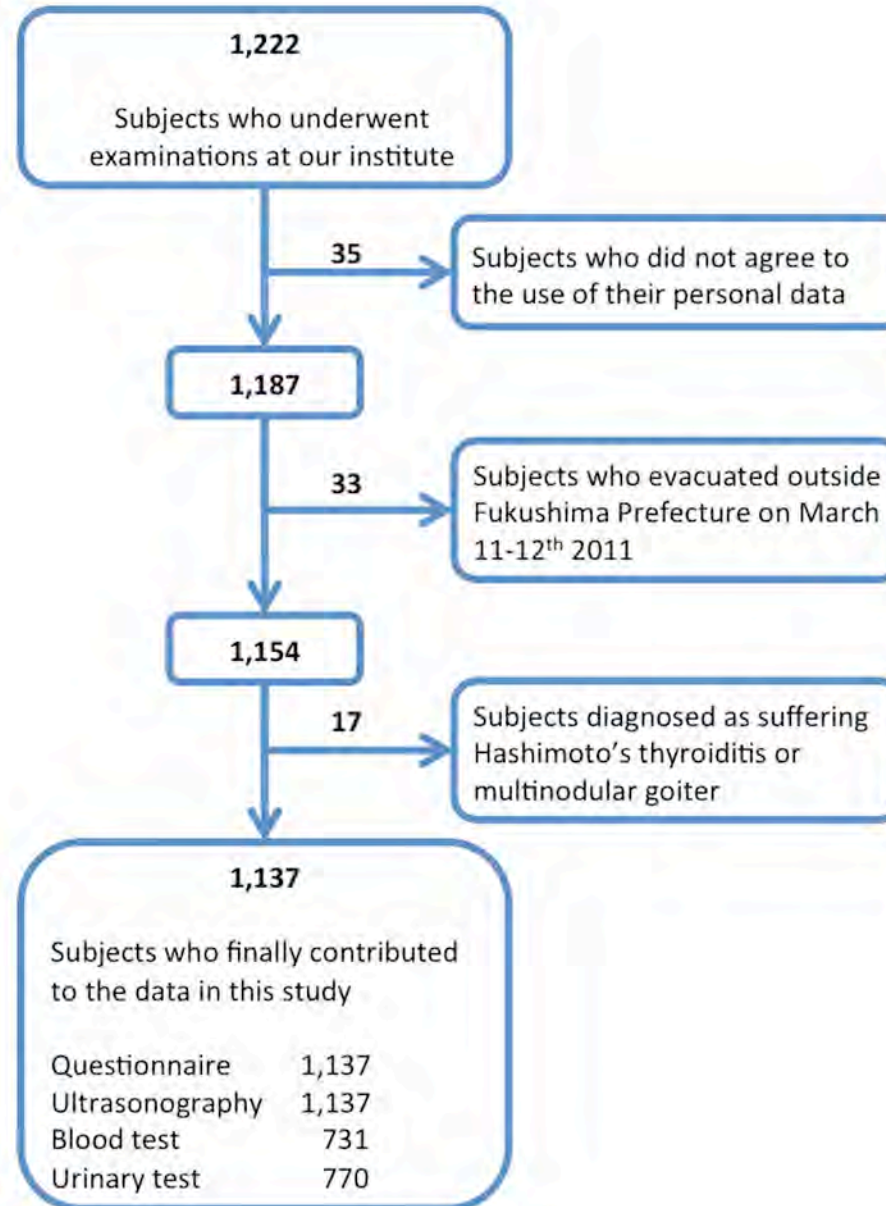 1,222
Subjects who underwent
examinations at our institute
35
Subjects who did not agree to
the use of their personal data
1,187
33
Subjects who evacuated outside
Fukushima Prefecture on March
11-12th 2011
1,154
17
Subjects diagnosed as suffering
Hashimoto’s thyroiditis or
multinodular goiter
1,137
Subjects who finally contributed
to the data in this study
Questionnaire 1,137
Ultrasonography 1,137
Blood test 731
Urinary test 770